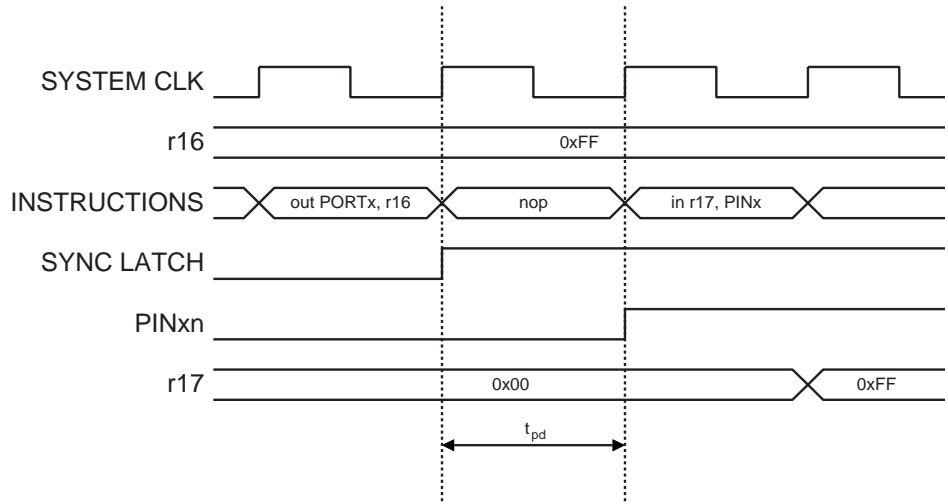 SYSTEM CLK
r16
0xFF
INSTRUCTIONS
out PORTx, r16
nop
in r17, PINx
SYNC LATCH
PINxn
r17
0x00
0xFF
tpd